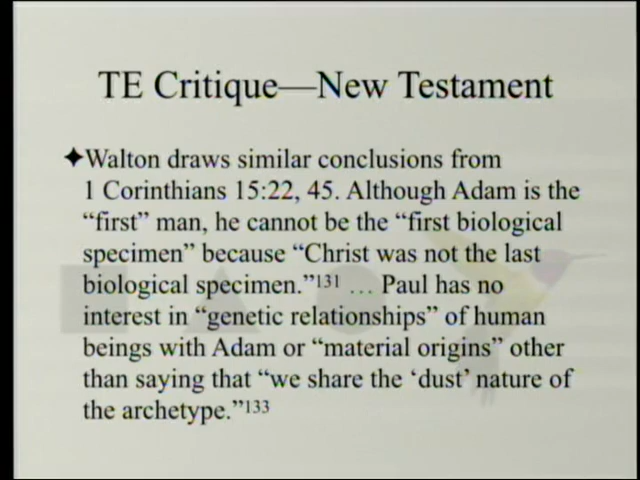 TE Critique—New Testament
✦Walton draws similar conclusions from
1 Corinthians 15:22, 45. Although Adam is the
“first” man, he cannot be the “first biological
specimen” because “Christ was not the last
biological specimen.”131 … Paul has no
interest in “genetic relationships” of human
beings with Adam or “material origins” other
than saying that “we share the ‘dust’ nature of
the archetype.”133